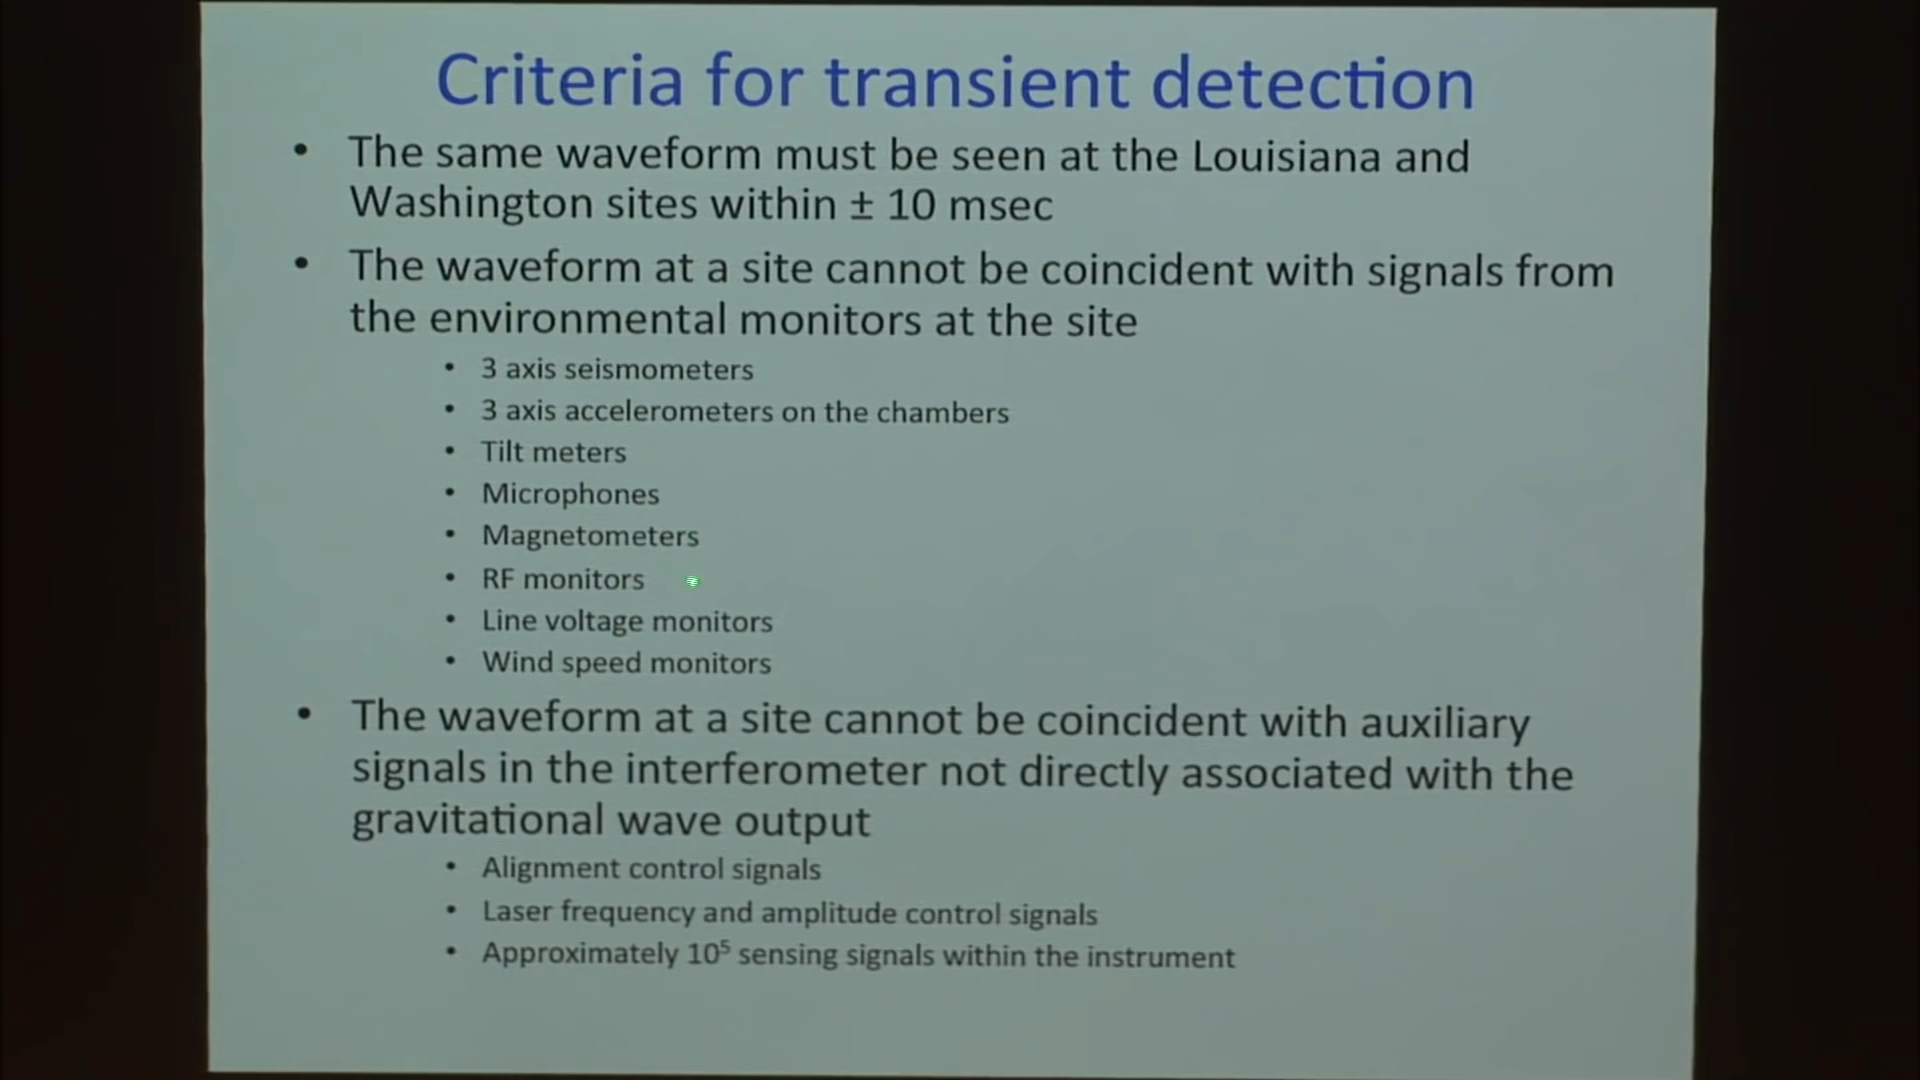 Criteria for transient detection
• The same waveform must be seen at the Louisiana and
Washington sites within ± 10 msec
• The waveform at a site cannot be coincident with signals from
the environmental monitors at the site
• 3 axis seismometers
• 3 axis accelerometers on the chambers
• Tilt meters
• Microphones
• Magnetometers
• RF monitors
• Line voltage monitors
• Wind speed monitors
• The waveform at a site cannot be coincident with auxiliary
signals in the interferometer not directly associated with the
gravitational wave output
• Alignment control signals
• Laser frequency and amplitude control signals
• Approximately 10⁵ sensing signals within the instrument